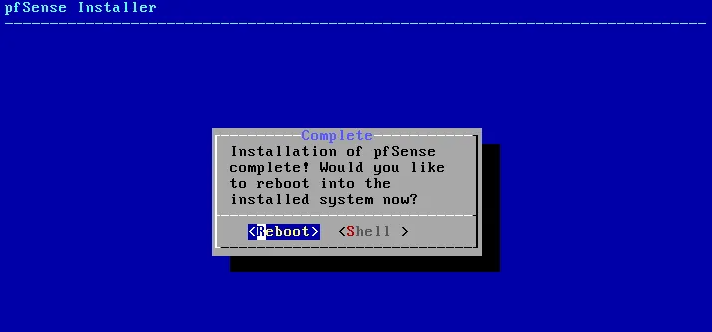 pfSense Installer
Complete
Installation of pfSense
complete! Would you like
to reboot into the
installed system now?
<Reboot> <Shell >